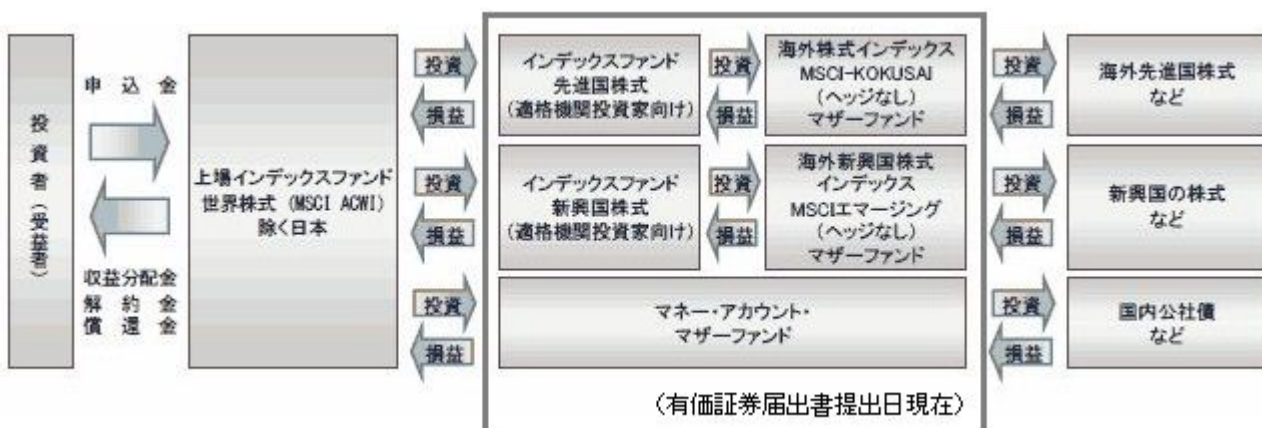 投資者(受益者)
申込金
収益分配金
解約金
償還金
上場インデックスファンド
世界株式(MSCI ACWI)
除く日本
投資
損益
インデックスファンド
先進国株式
(適格機関投資家向け)
投資
損益
海外株式インデックス
MSCI-KOKUSAI
(ヘッジなし)
マザーファンド
投資
損益
海外先進国株式
など
投資
損益
インデックスファンド
新興国株式
(適格機関投資家向け)
投資
損益
海外新興国株式
インデックス
MSCIエマージング
(ヘッジなし)
マザーファンド
投資
損益
新興国の株式
など
投資
損益
マネー・アカウント・
マザーファンド
投資
損益
国内公社債
など
(有価証券届出書提出日現在)